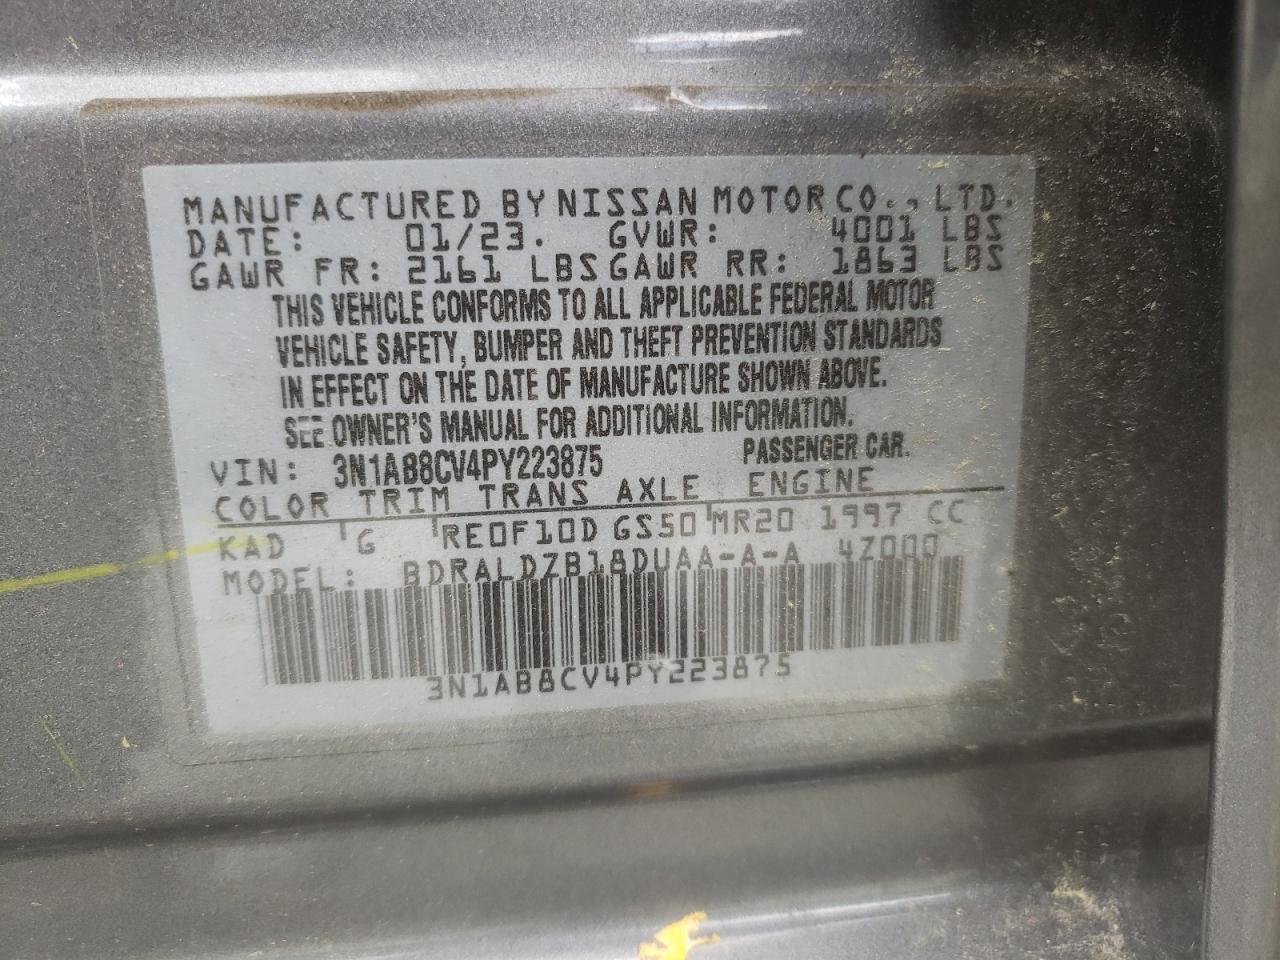 MANUFACTURED BY NISSAN MOTOR CO., LTD.
DATE: 01/23. GVWR: 4001 LBS
GAWR FR: 2161 LBS GAWR RR: 1863 LBS
THIS VEHICLE CONFORMS TO ALL APPLICABLE FEDERAL MOTOR
VEHICLE SAFETY, BUMPER AND THEFT PREVENTION STANDARDS
IN EFFECT ON THE DATE OF MANUFACTURE SHOWN ABOVE.
SEE OWNER'S MANUAL FOR ADDITIONAL INFORMATION.
VIN: 3N1AB8CV4PY223875 PASSENGER CAR.
COLOR TRIM TRANS AXLE ENGINE
KAD G RE0F10D GS50 MR20 1997 CC
MODEL: BDRALDZB18DUAA-A-A 4Z000
3N1AB8CV4PY223875